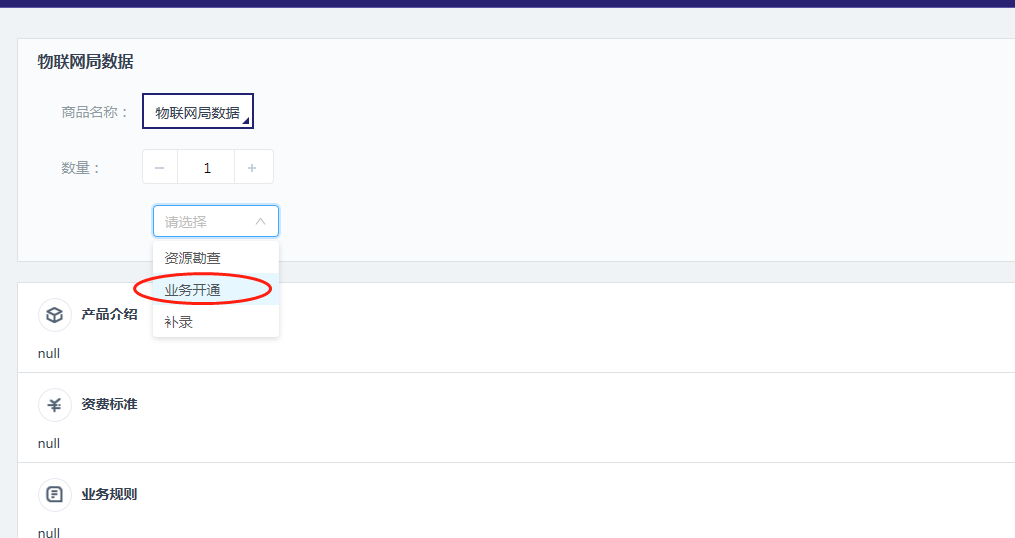 物联网局数据
商品名称：
物联网局数据
数量：
− 1 +
请选择
资源勘查
业务开通
补录
产品介绍
null
资费标准
null
业务规则
null